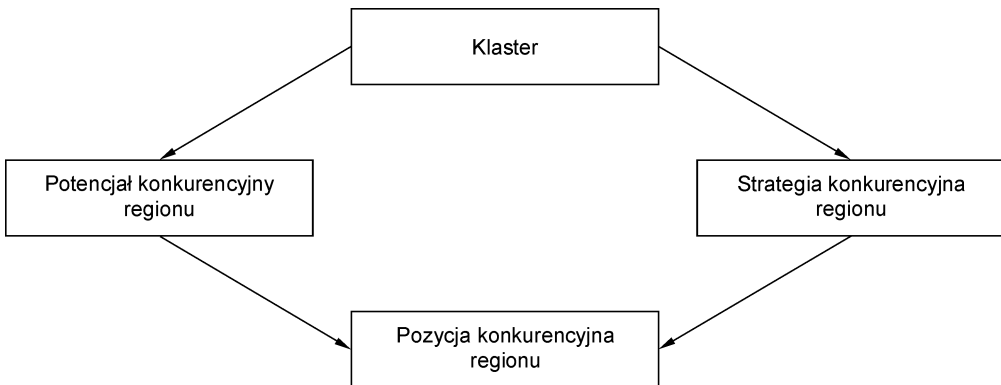 Klaster
Potencjał konkurencyjny
regionu
Strategia konkurencyjna
regionu
Pozycja konkurencyjna
regionu